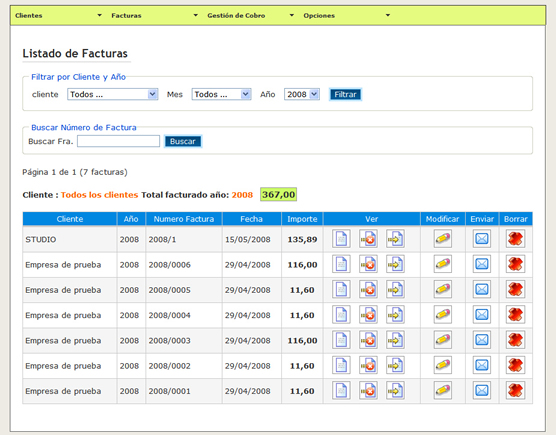 Clientes Facturas Gestión de Cobro Opciones
Listado de Facturas
Filtrar por Cliente y Año
cliente Todos ... Mes Todos ... Año 2008 Filtrar
Buscar Número de Factura
Buscar Fra. Buscar
Página 1 de 1 (7 facturas)
Cliente : Todos los clientes Total facturado año: 2008 367,00
Cliente Año Numero Factura Fecha Importe Ver Modificar Enviar Borrar
STUDIO 2008 2008/1 15/05/2008 135,89
Empresa de prueba 2008 2008/0006 29/04/2008 116,00
Empresa de prueba 2008 2008/0005 29/04/2008 11,60
Empresa de prueba 2008 2008/0004 29/04/2008 11,60
Empresa de prueba 2008 2008/0003 29/04/2008 116,00
Empresa de prueba 2008 2008/0002 29/04/2008 11,60
Empresa de prueba 2008 2008/0001 29/04/2008 11,60